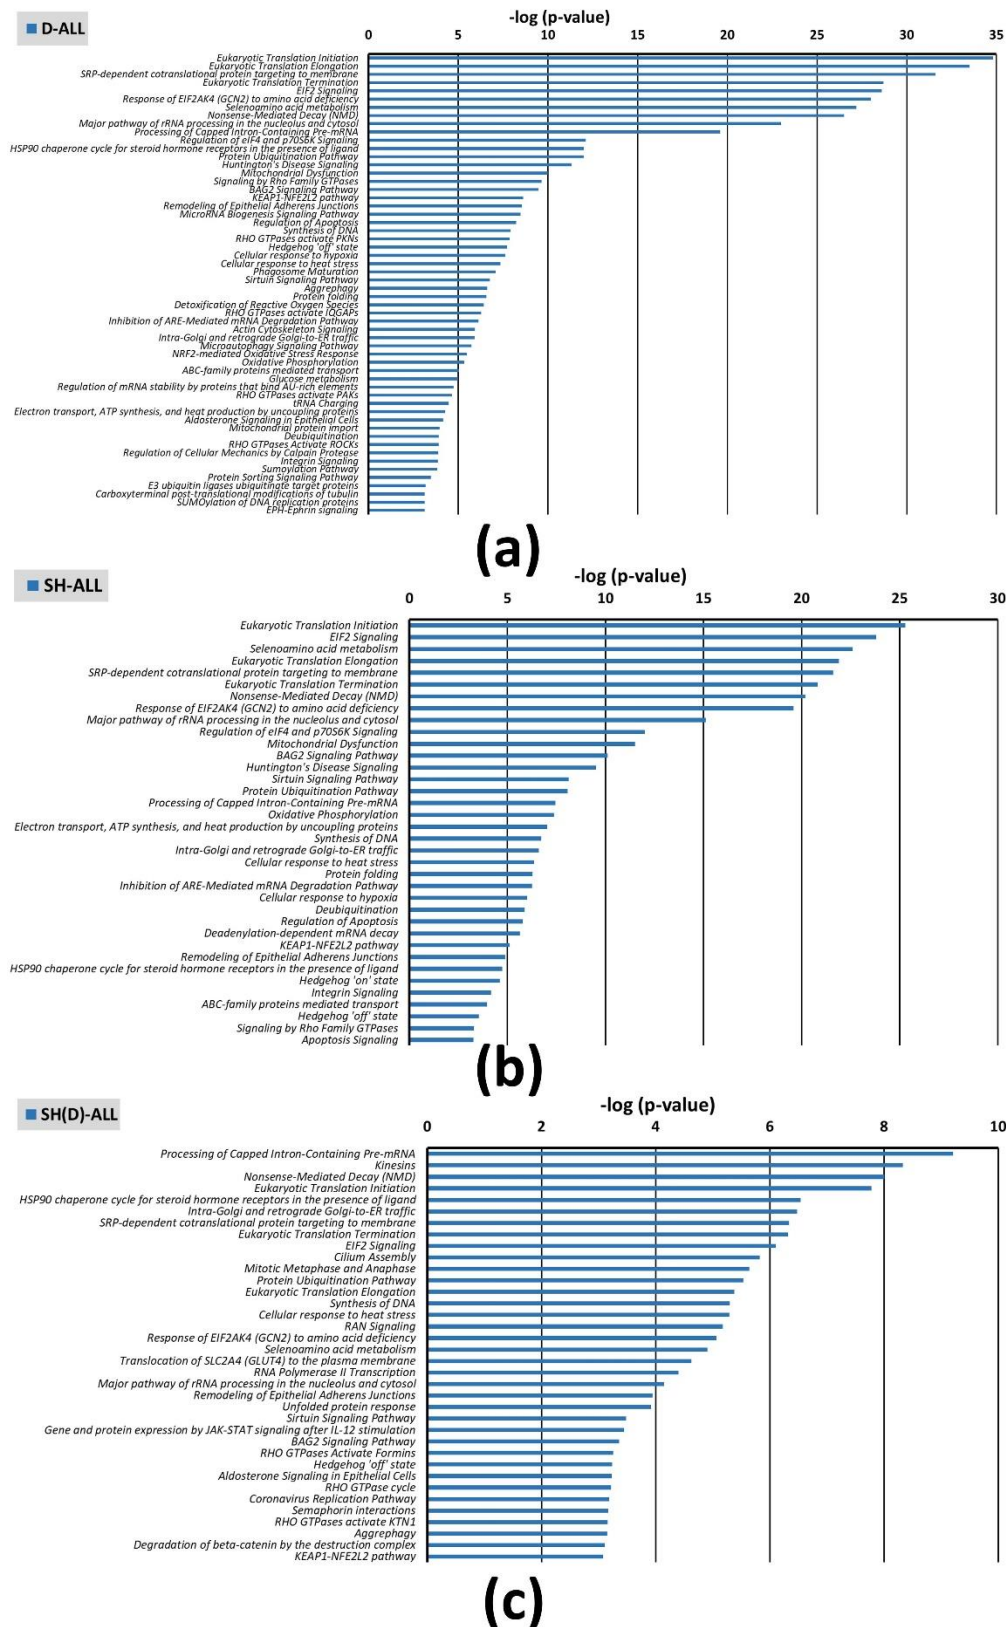 D-ALL
-log (p-value)
0 5 10 15 20 25 30 35
Eukaryotic Translation Initiation
Eukaryotic Translation Elongation
SRP-dependent cotranslational protein targeting to membrane
Eukaryotic Translation Termination
EIF2 Signaling
Response of EIF2AK4 (GCN2) to amino acid deficiency
Selenoamino acid metabolism
Nonsense-Mediated Decay (NMD)
Major pathway of rRNA processing in the nucleolus and cytosol
Processing of Capped Intron-Containing Pre-mRNA
Regulation of eIF4 and p70S6K Signaling
HSP90 chaperone cycle for steroid hormone receptors in the presence of ligand
Protein Ubiquitination Pathway
Huntington's Disease Signaling
Mitochondrial Dysfunction
Signaling by Rho Family GTPases
BAG2 Signaling Pathway
KEAP1-NFE2L2 pathway
Remodeling of Epithelial Adherens Junctions
MicroRNA Biogenesis Signaling Pathway
Regulation of Apoptosis
Synthesis of DNA
RHO GTPases activate PKNs
Hedgehog 'off' state
Cellular response to hypoxia
Cellular response to heat stress
Phagosome Maturation
Sirtuin Signaling Pathway
Aggrephagy
Protein folding
Detoxification of Reactive Oxygen Species
RHO GTPases activate IQGAPs
Inhibition of ARE-Mediated mRNA Degradation Pathway
Actin Cytoskeleton Signaling
Intra-Golgi and retrograde Golgi-to-ER traffic
Microautophagy Signaling Pathway
NRF2-mediated Oxidative Stress Response
Oxidative Phosphorylation
ABC-family proteins mediated transport
Glucose metabolism
Regulation of mRNA stability by proteins that bind AU-rich elements
RHO GTPases activate PAKs
tRNA Charging
Electron transport, ATP synthesis, and heat production by uncoupling proteins
Aldosterone Signaling in Epithelial Cells
Mitochondrial protein import
Deubiquitination
RHO GTPases Activate ROCKs
Regulation of Cellular Mechanics by Calpain Protease
Integrin Signaling
Sumoylation Pathway
Protein Sorting Signaling Pathway
E3 ubiquitin ligases ubiquitinate target proteins
Carboxyterminal post-translational modifications of tubulin
SUMOylation of DNA replication proteins
EPH-Ephrin signaling
(a)
SH-ALL
-log (p-value)
0 5 10 15 20 25 30
Eukaryotic Translation Initiation
EIF2 Signaling
Selenoamino acid metabolism
Eukaryotic Translation Elongation
SRP-dependent cotranslational protein targeting to membrane
Eukaryotic Translation Termination
Nonsense-Mediated Decay (NMD)
Response of EIF2AK4 (GCN2) to amino acid deficiency
Major pathway of rRNA processing in the nucleolus and cytosol
Regulation of eIF4 and p70S6K Signaling
Mitochondrial Dysfunction
BAG2 Signaling Pathway
Huntington's Disease Signaling
Sirtuin Signaling Pathway
Protein Ubiquitination Pathway
Processing of Capped Intron-Containing Pre-mRNA
Oxidative Phosphorylation
Electron transport, ATP synthesis, and heat production by uncoupling proteins
Synthesis of DNA
Intra-Golgi and retrograde Golgi-to-ER traffic
Cellular response to heat stress
Protein folding
Inhibition of ARE-Mediated mRNA Degradation Pathway
Cellular response to hypoxia
Deubiquitination
Regulation of Apoptosis
Deadenylation-dependent mRNA decay
KEAP1-NFE2L2 pathway
Remodeling of Epithelial Adherens Junctions
HSP90 chaperone cycle for steroid hormone receptors in the presence of ligand
Hedgehog 'on' state
Integrin Signaling
ABC-family proteins mediated transport
Hedgehog 'off' state
Signaling by Rho Family GTPases
Apoptosis Signaling
(b)
SH(D)-ALL
-log (p-value)
0 2 4 6 8 10
Processing of Capped Intron-Containing Pre-mRNA
Kinesins
Nonsense-Mediated Decay (NMD)
Eukaryotic Translation Initiation
HSP90 chaperone cycle for steroid hormone receptors in the presence of ligand
Intra-Golgi and retrograde Golgi-to-ER traffic
SRP-dependent cotranslational protein targeting to membrane
Eukaryotic Translation Termination
EIF2 Signaling
Cilium Assembly
Mitotic Metaphase and Anaphase
Protein Ubiquitination Pathway
Eukaryotic Translation Elongation
Synthesis of DNA
Cellular response to heat stress
RAN Signaling
Response of EIF2AK4 (GCN2) to amino acid deficiency
Selenoamino acid metabolism
Translocation of SLC2A4 (GLUT4) to the plasma membrane
RNA Polymerase II Transcription
Major pathway of rRNA processing in the nucleolus and cytosol
Remodeling of Epithelial Adherens Junctions
Unfolded protein response
Sirtuin Signaling Pathway
Gene and protein expression by JAK-STAT signaling after IL-12 stimulation
BAG2 Signaling Pathway
RHO GTPases Activate Formins
Hedgehog 'off' state
Aldosterone Signaling in Epithelial Cells
RHO GTPase cycle
Coronavirus Replication Pathway
Semaphorin interactions
RHO GTPases activate KTN1
Aggrephagy
Degradation of beta-catenin by the destruction complex
KEAP1-NFE2L2 pathway
(c)